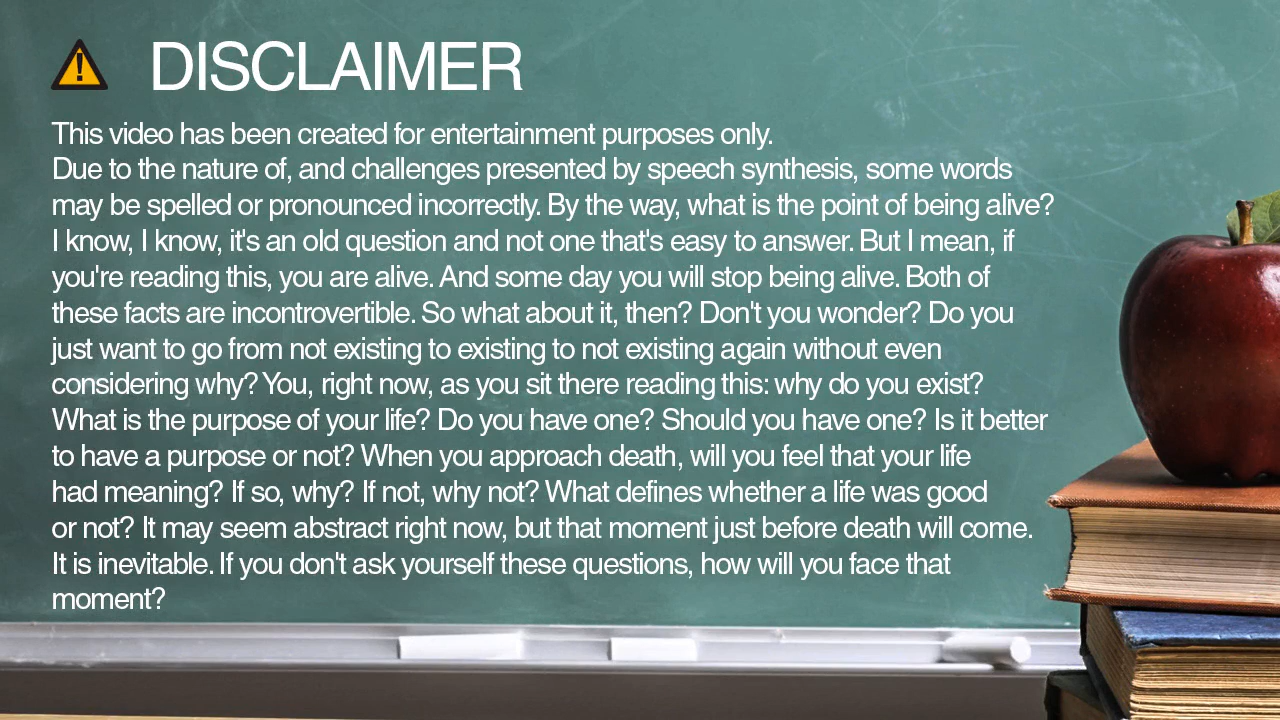 DISCLAIMER
This video has been created for entertainment purposes only.
Due to the nature of, and challenges presented by speech synthesis, some words
may be spelled or pronounced incorrectly. By the way, what is the point of being alive?
I know, I know, it's an old question and not one that's easy to answer. But I mean, if
you're reading this, you are alive. And some day you will stop being alive. Both of
these facts are incontrovertible. So what about it, then? Don't you wonder? Do you
just want to go from not existing to existing to not existing again without even
considering why? You, right now, as you sit there reading this: why do you exist?
What is the purpose of your life? Do you have one? Should you have one? Is it better
to have a purpose or not? When you approach death, will you feel that your life
had meaning? If so, why? If not, why not? What defines whether a life was good
or not? It may seem abstract right now, but that moment just before death will come.
It is inevitable. If you don't ask yourself these questions, how will you face that
moment?